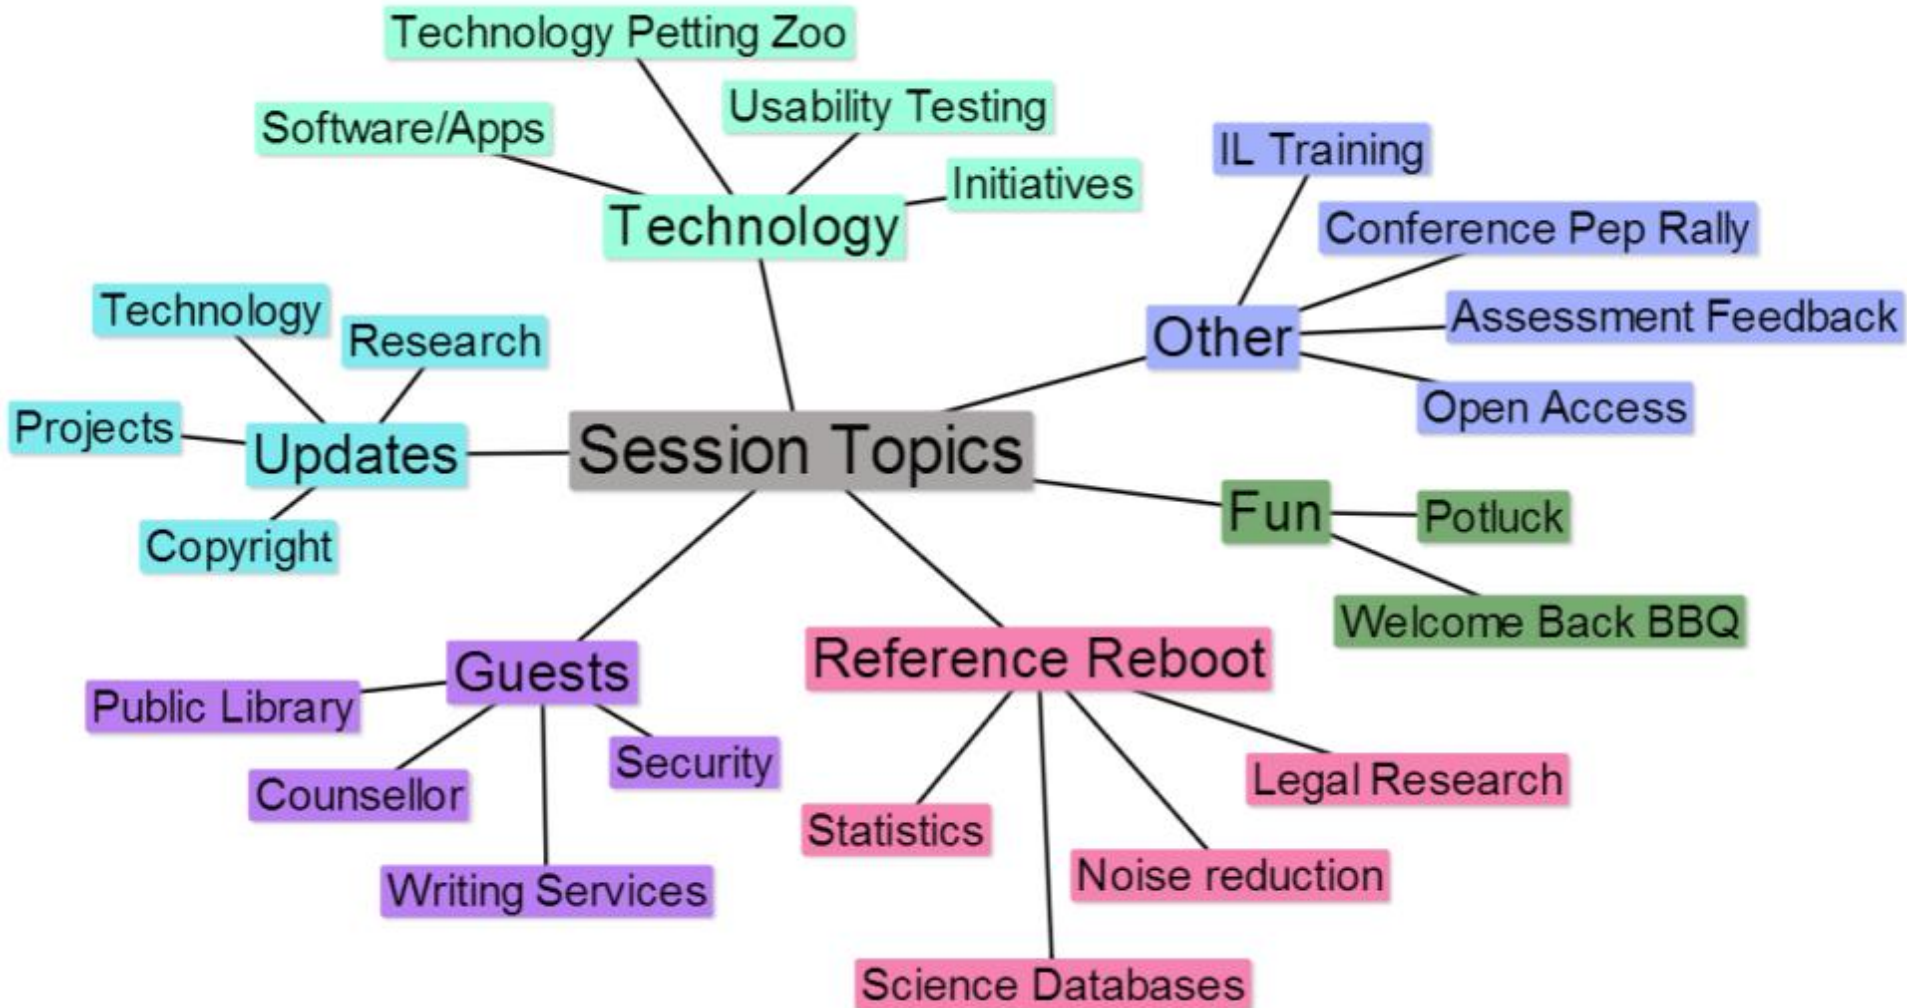 Technology Petting Zoo
Usability Testing
Software/Apps
Initiatives
Technology
IL Training
Conference Pep Rally
Assessment Feedback
Other
Open Access
Technology
Research
Projects
Updates
Copyright
Session Topics
Fun
Potluck
Welcome Back BBQ
Guests
Public Library
Security
Counsellor
Writing Services
Reference Reboot
Legal Research
Statistics
Noise reduction
Science Databases